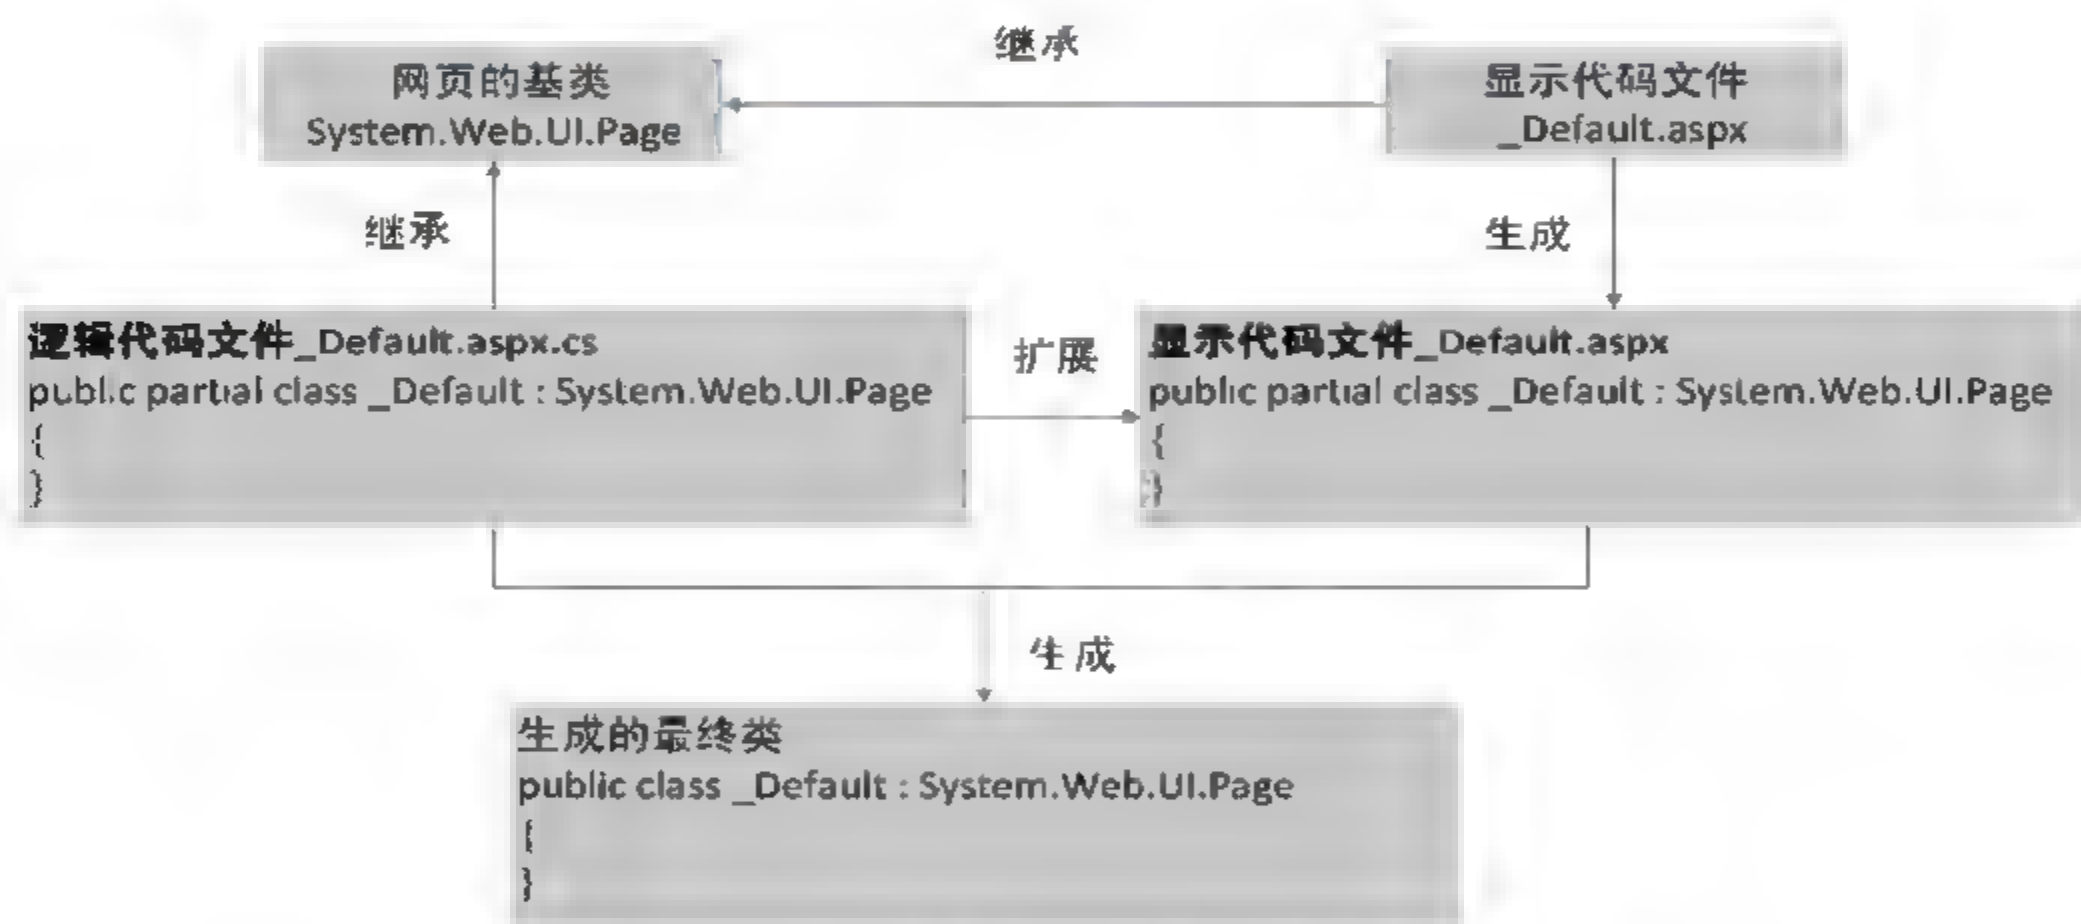 继承
网页的基类
System.Web.UI.Page
显示代码文件
_Default.aspx
继承
生成
逻辑代码文件_Default.aspx.cs
public partial class _Default : System.Web.UI.Page
{
}
扩展
显示代码文件_Default.aspx
public partial class _Default : System.Web.UI.Page
{
}
生成
生成的最终类
public class _Default : System.Web.UI.Page
{
}